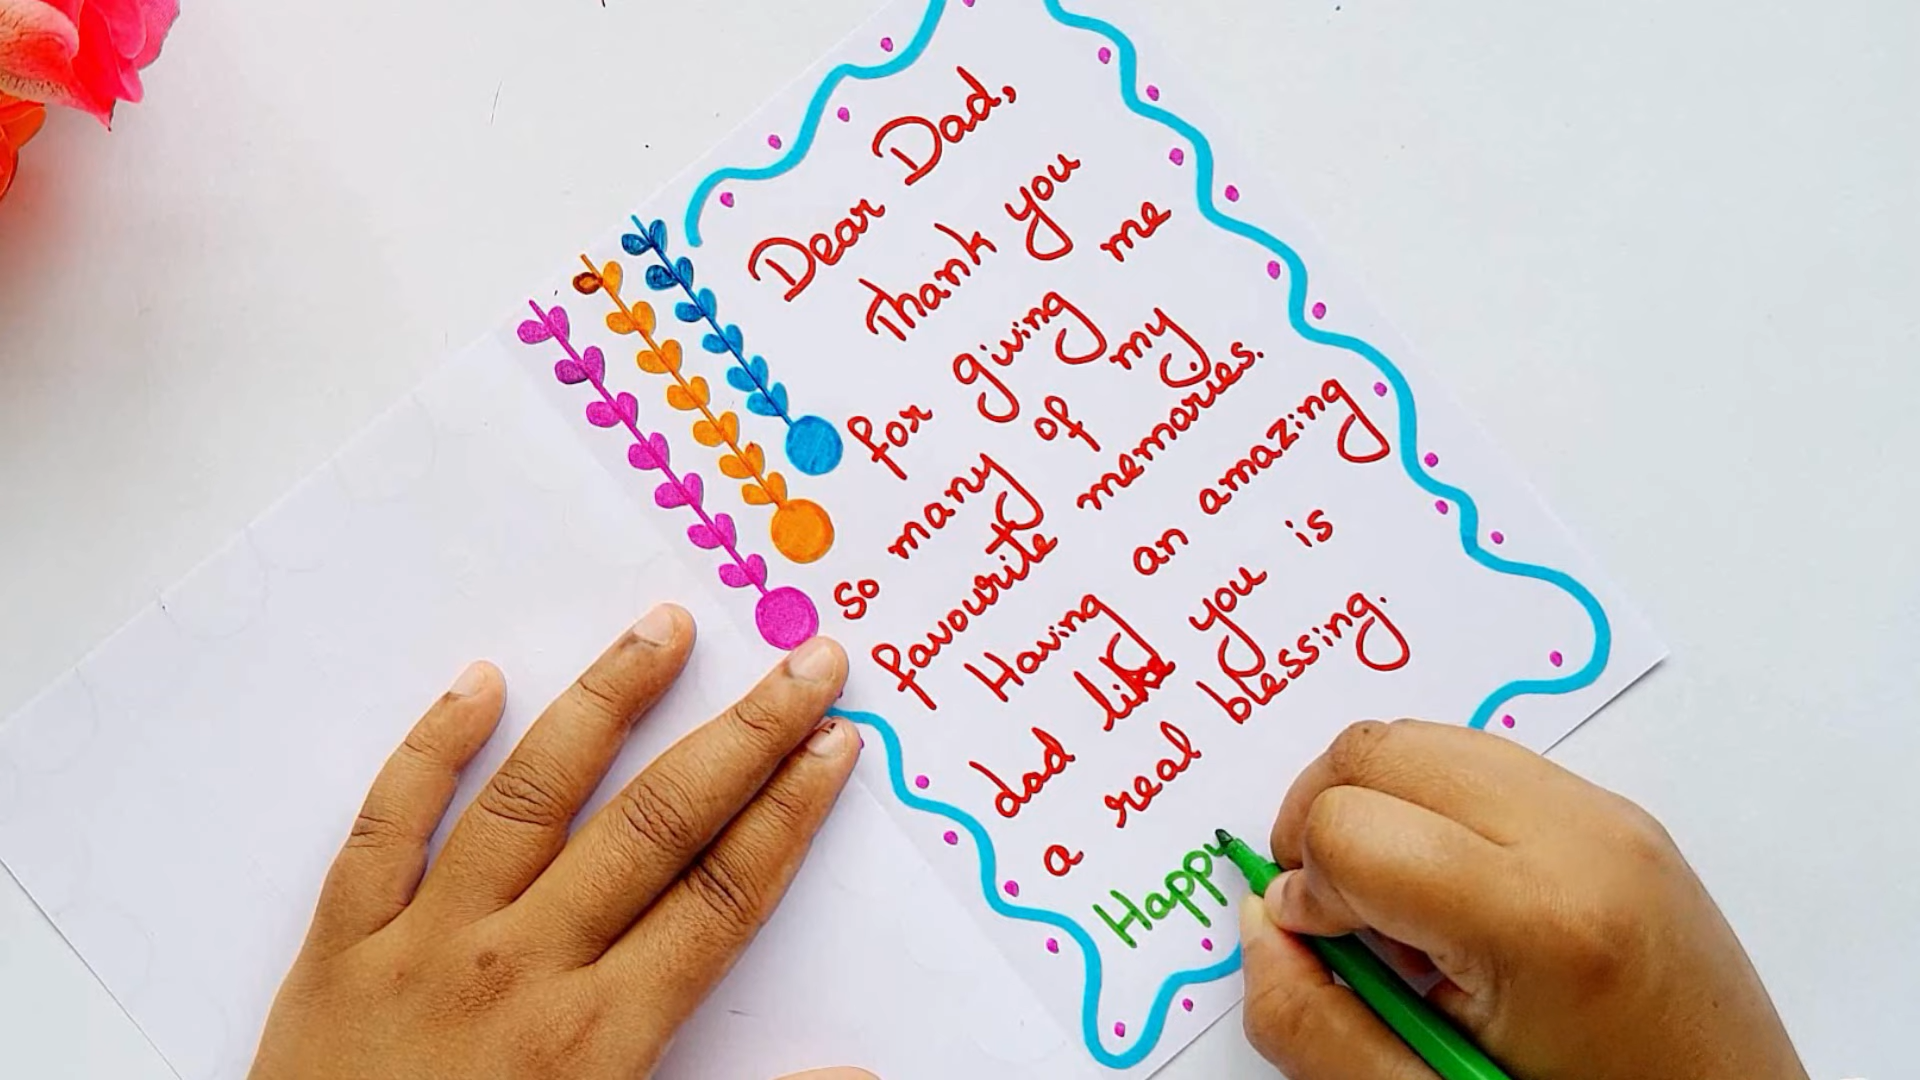 Dear Dad,
Thank you
for giving me
so many of my
favourite memories.
Having an amazing
dad like you is
a real blessing.
Happy